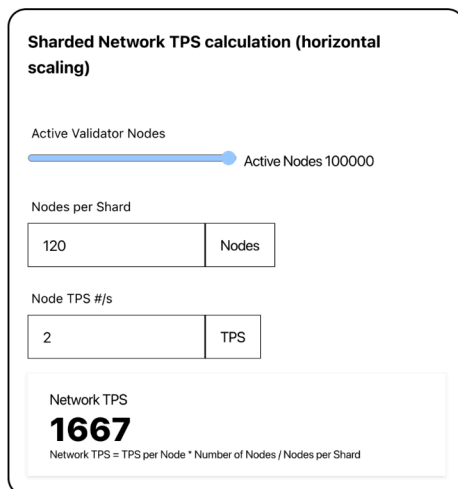 Sharded Network TPS calculation (horizontal
scaling)
Active Validator Nodes
Active Nodes 100000
Nodes per Shard
120 Nodes
Node TPS #/s
2 TPS
Network TPS
1667
Network TPS = TPS per Node * Number of Nodes / Nodes per Shard